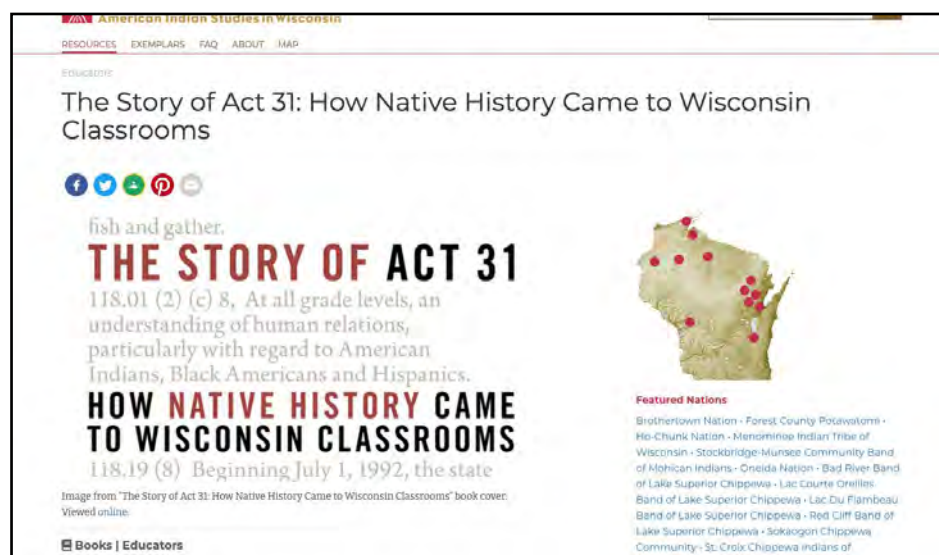 American Indian Studies in Wisconsin
RESOURCES EXEMPLARS FAQ ABOUT MAP
Educators
The Story of Act 31: How Native History Came to Wisconsin
Classrooms
fish and gather.
THE STORY OF ACT 31
118.01 (2) (c) 8, At all grade levels, an
understanding of human relations,
particularly with regard to American
Indians, Black Americans and Hispanics.
HOW NATIVE HISTORY CAME
TO WISCONSIN CLASSROOMS
118.19 (8) Beginning July 1, 1992, the state
Image from "The Story of Act 31: How Native History Came to Wisconsin Classrooms" book cover.
Viewed online.
Books | Educators
Featured Nations
Brothertown Nation • Forest County Potawatomi •
Ho-Chunk Nation • Menominee Indian Tribe of
Wisconsin • Stockbridge-Munsee Community Band
of Mohican Indians • Oneida Nation • Bad River Band
of Lake Superior Chippewa • Lac Courte Oreilles
Band of Lake Superior Chippewa • Lac Du Flambeau
Band of Lake Superior Chippewa • Red Cliff Band of
Lake Superior Chippewa • Sokaogon Chippewa
Community • St. Croix Chippewa Indians of